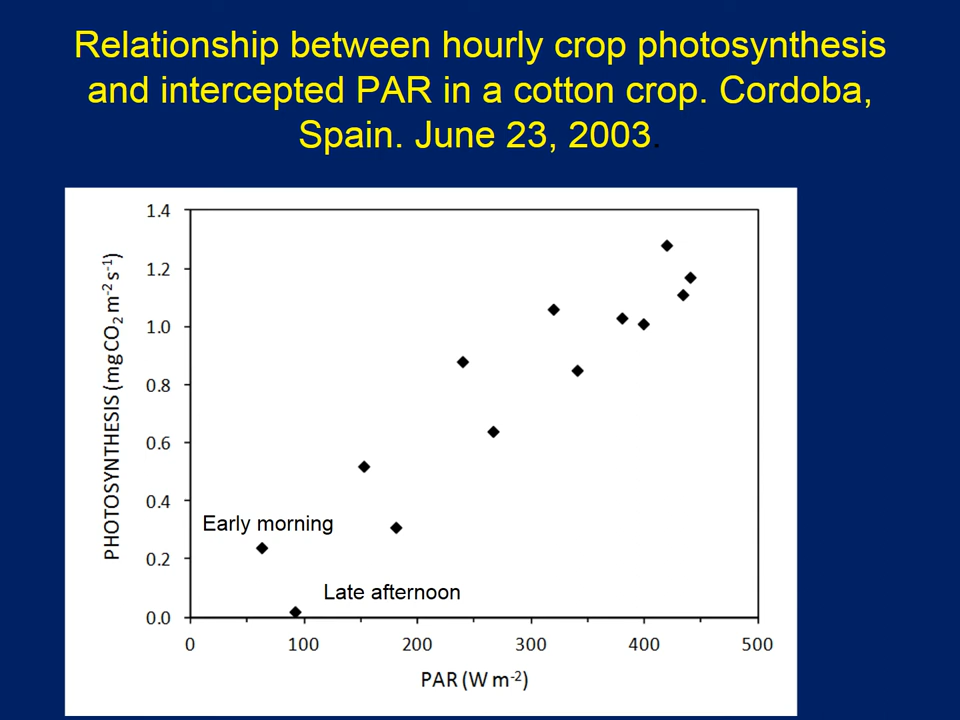 Relationship between hourly crop photosynthesis
and intercepted PAR in a cotton crop. Cordoba,
Spain. June 23, 2003.
PHOTOSYNTHESIS (mg CO₂ m⁻² s⁻¹)
1.4
1.2
1.0
0.8
0.6
0.4
0.2
0.0
Early morning
Late afternoon
0 100 200 300 400 500
PAR (W m⁻²)